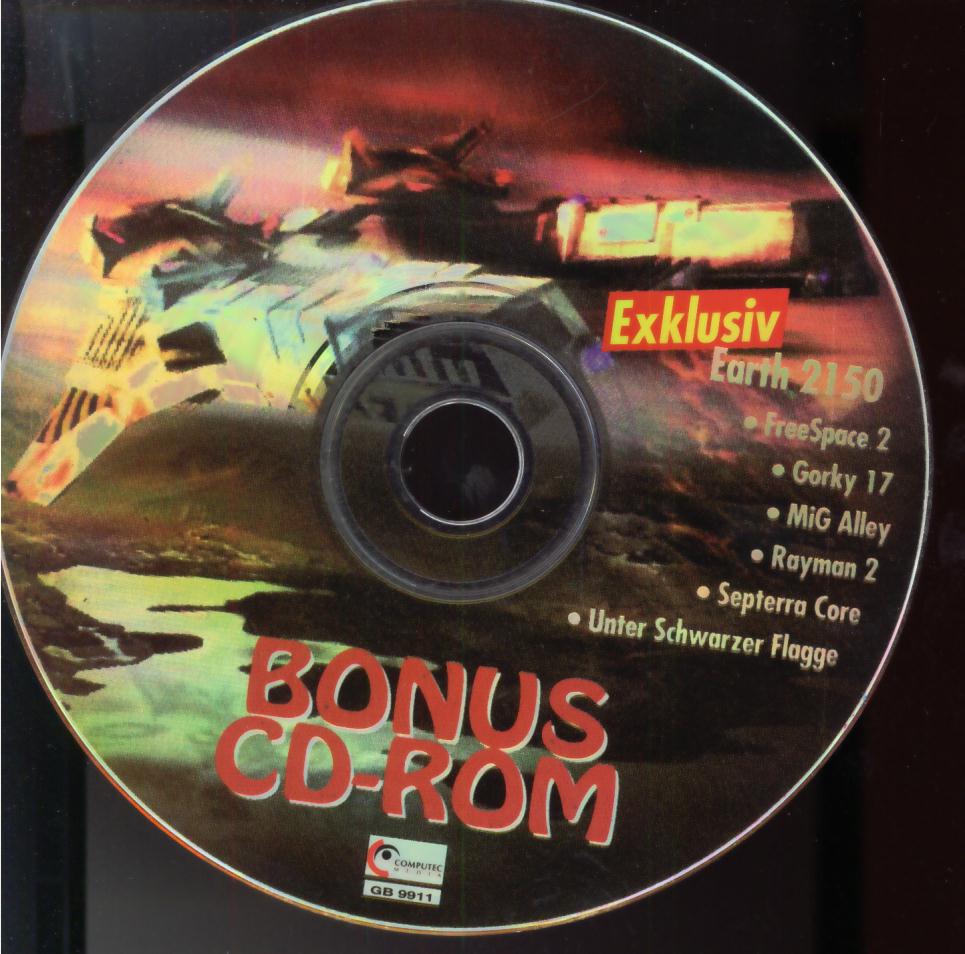 Exklusiv
Earth 2150
• FreeSpace 2
• Gorky 17
• MiG Alley
• Rayman 2
• Septerra Core
• Unter Schwarzer Flagge
BONUS
CD-ROM
COMPUTEC
MEDIA
GB 9911